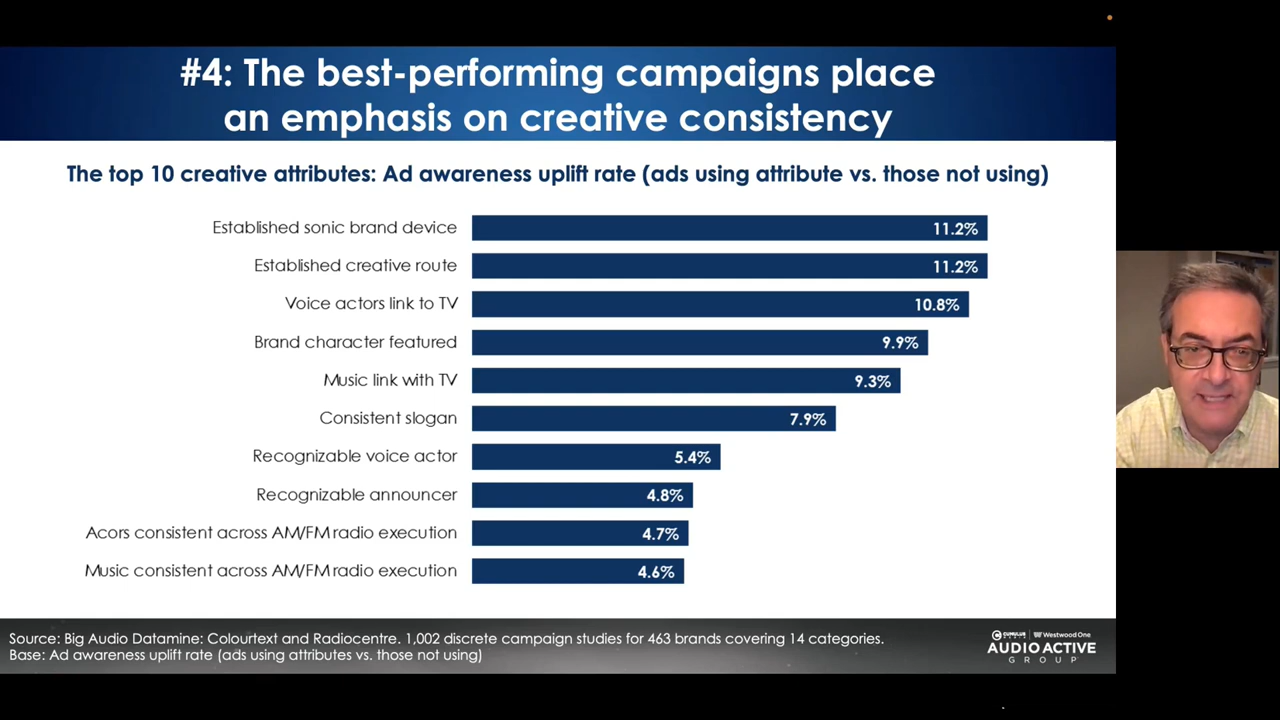 #4: The best-performing campaigns place
an emphasis on creative consistency
The top 10 creative attributes: Ad awareness uplift rate (ads using attribute vs. those not using)
Established sonic brand device 11.2%
Established creative route 11.2%
Voice actors link to TV 10.8%
Brand character featured 9.9%
Music link with TV 9.3%
Consistent slogan 7.9%
Recognizable voice actor 5.4%
Recognizable announcer 4.8%
Acors consistent across AM/FM radio execution 4.7%
Music consistent across AM/FM radio execution 4.6%
Source: Big Audio Datamine: Colourtext and Radiocentre. 1,002 discrete campaign studies for 463 brands covering 14 categories.
Base: Ad awareness uplift rate (ads using attributes vs. those not using)
CUMULUS MEDIA | Westwood One
AUDIO ACTIVE
GROUP